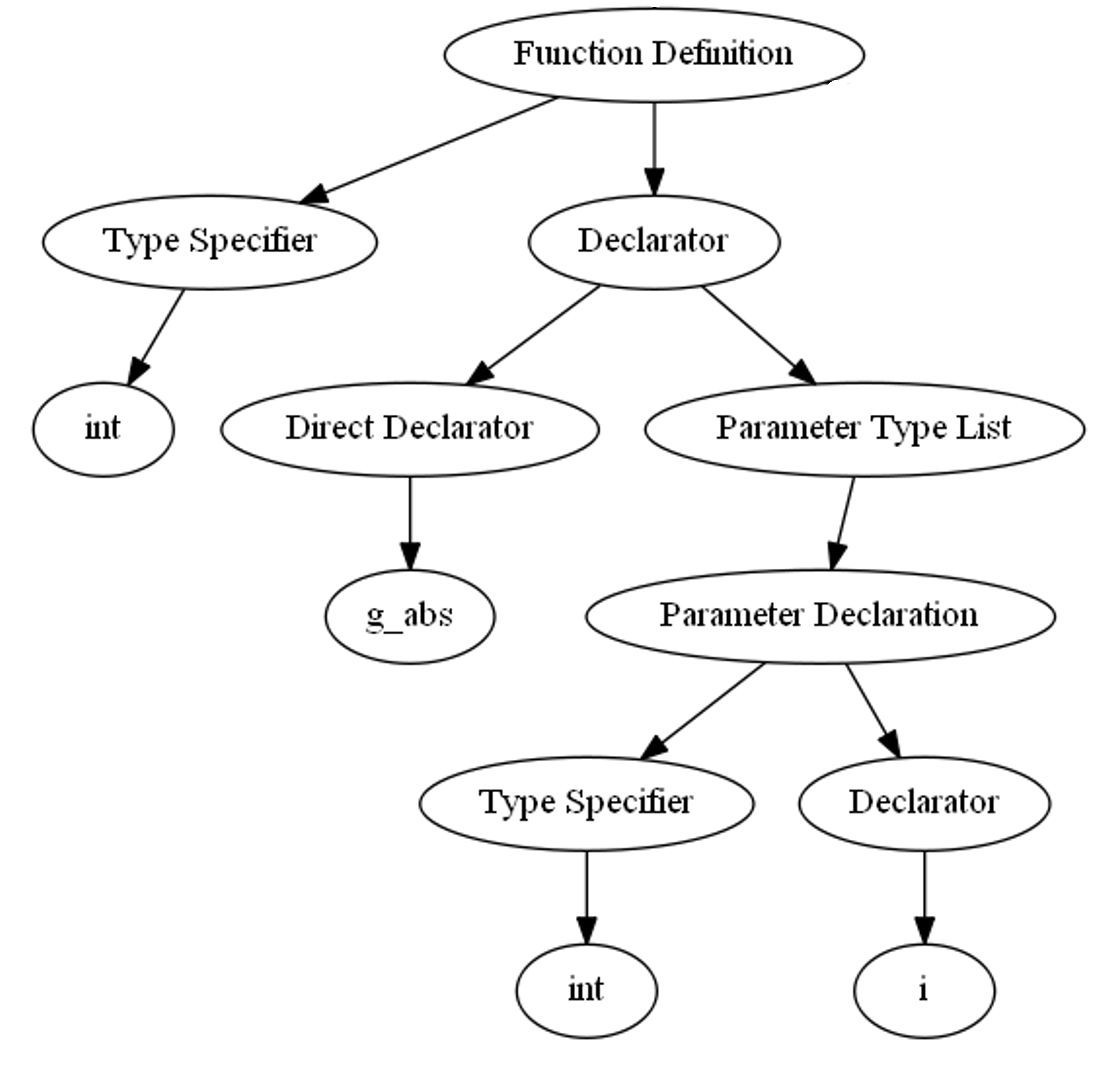 Function Definition
Type Specifier
Declarator
int
Direct Declarator
Parameter Type List
g_abs
Parameter Declaration
Type Specifier
Declarator
int
i